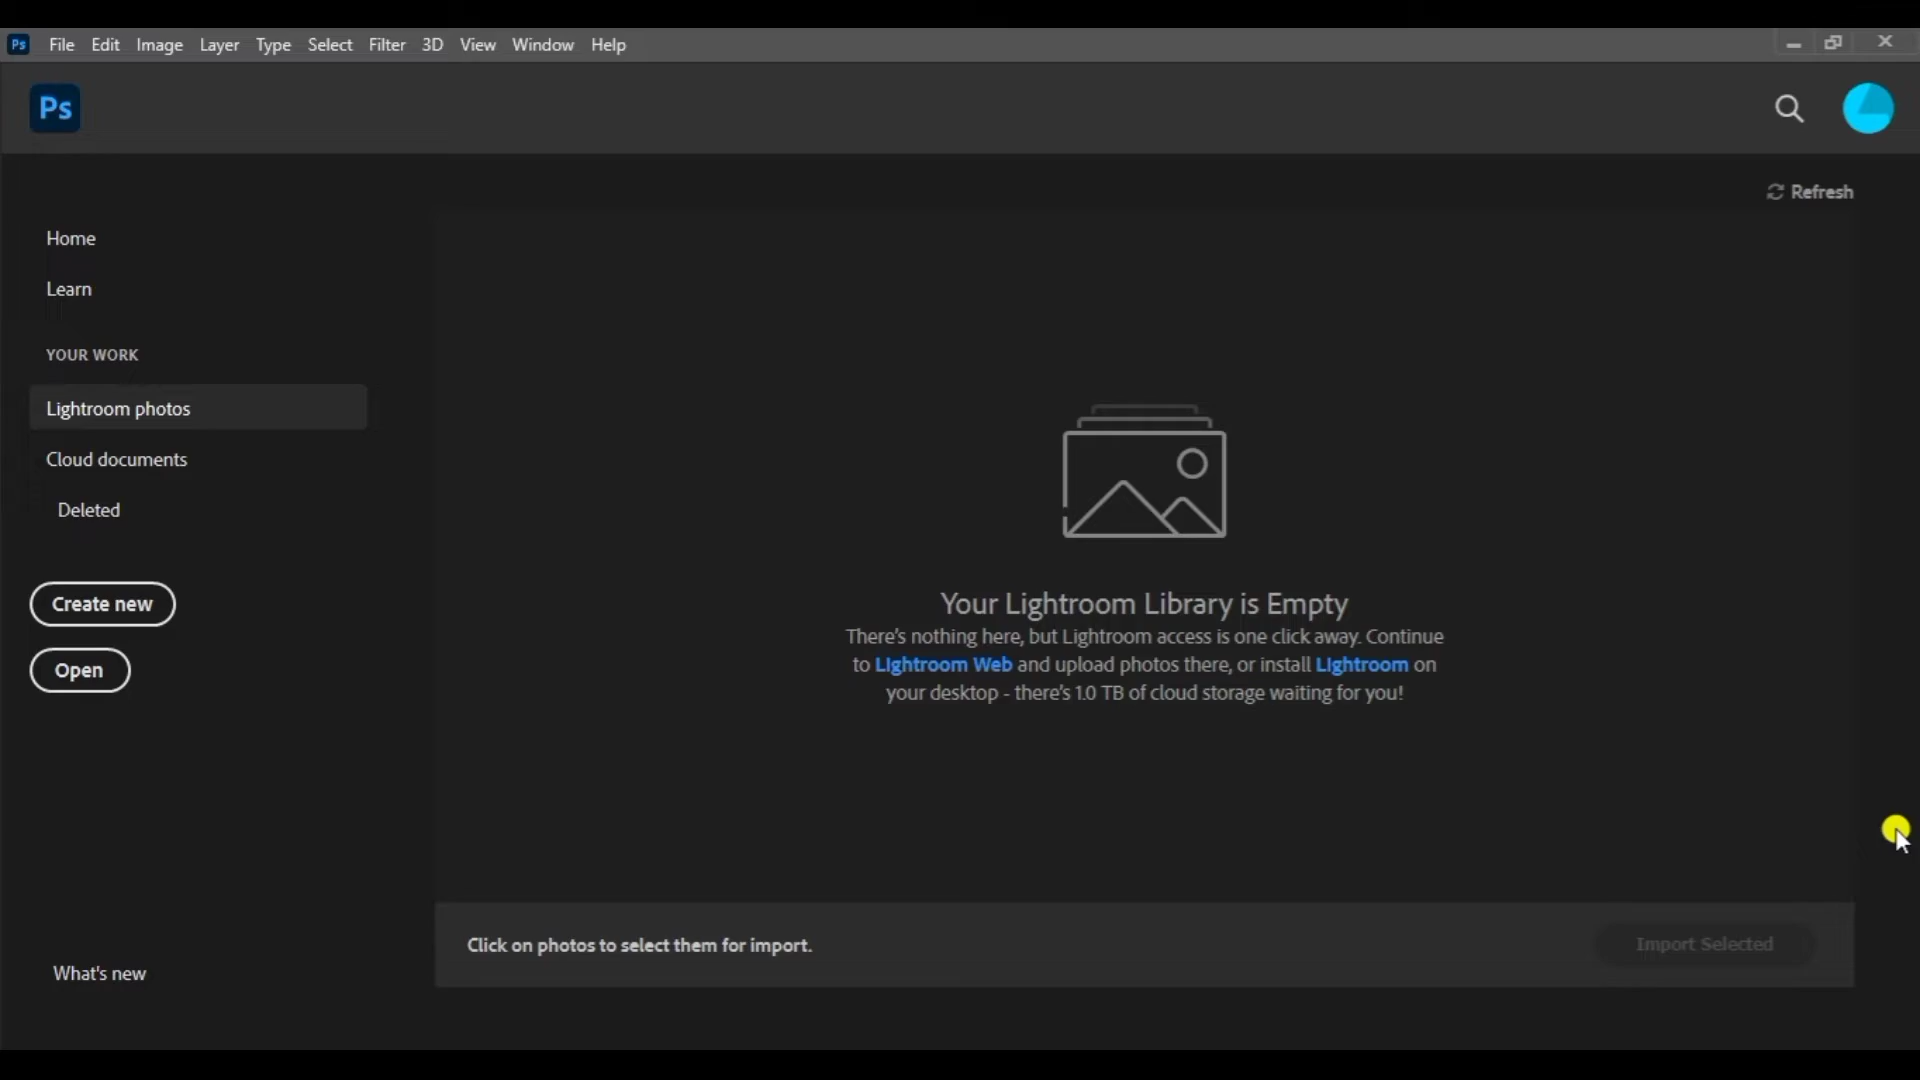 Ps File Edit Image Layer Type Select Filter 3D View Window Help
Ps
Refresh
Home
Learn
YOUR WORK
Lightroom photos
Cloud documents
Deleted
Create new
Open
Your Lightroom Library is Empty
There's nothing here, but Lightroom access is one click away. Continue
to Lightroom Web and upload photos there, or install Lightroom on
your desktop - there's 1.0 TB of cloud storage waiting for you!
Click on photos to select them for import.
Import Selected
What's new